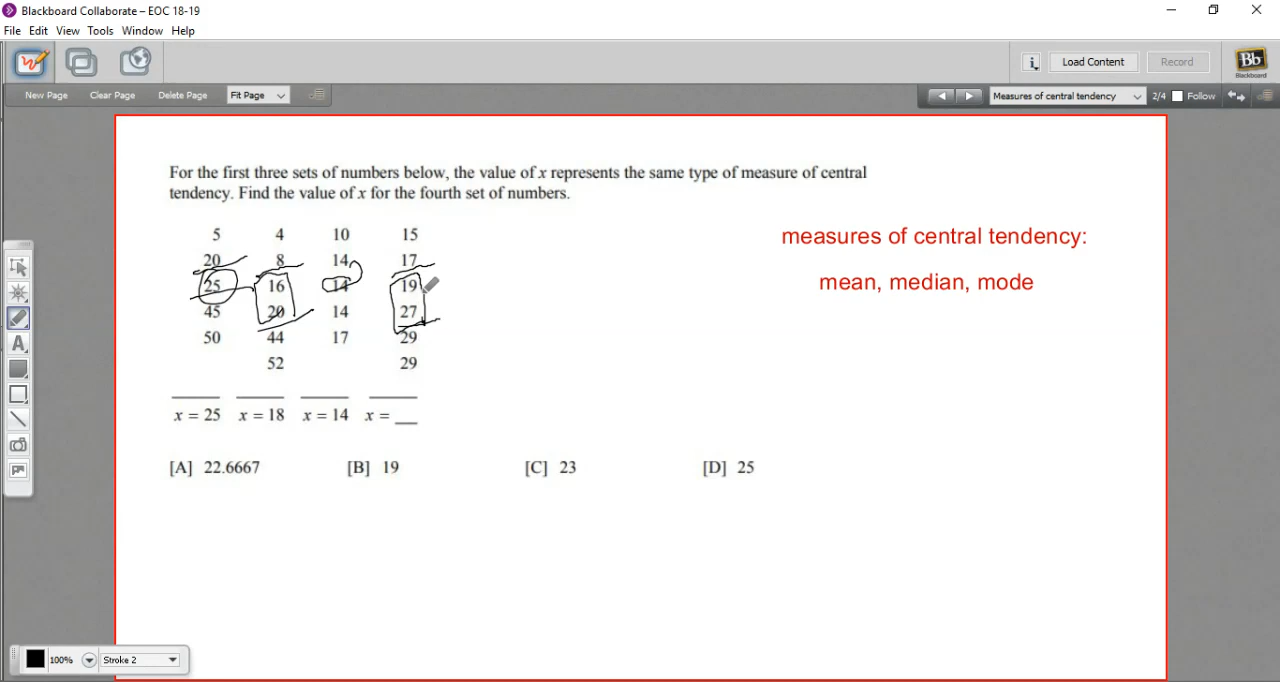 Blackboard Collaborate – EOC 18-19
File Edit View Tools Window Help
i Load Content Record Bb
Blackboard
New Page Clear Page Delete Page Fit Page Measures of central tendency 2/4 Follow
For the first three sets of numbers below, the value of x represents the same type of measure of central
tendency. Find the value of x for the fourth set of numbers.
measures of central tendency:
mean, median, mode
5 4 10 15
20 8 14 17
25 16 14 19
45 20 14 27
50 44 17 29
52 29
x = 25 x = 18 x = 14 x = __
[A] 22.6667 [B] 19 [C] 23 [D] 25
A
100% Stroke 2